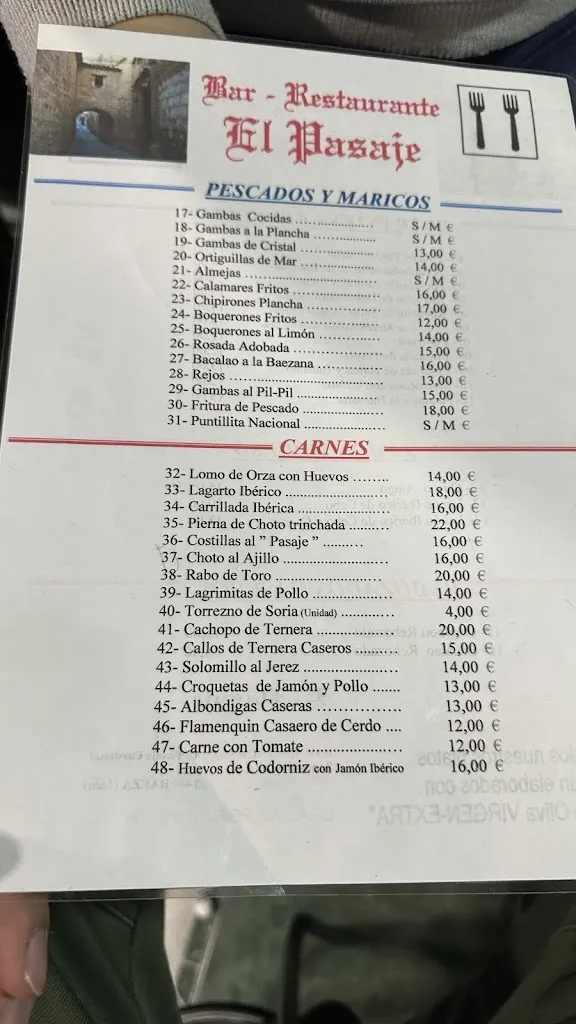 Bar - Restaurante
El Pasaje
PESCADOS Y MARICOS
17- Gambas Cocidas ..................... S / M €
18- Gambas a la Plancha ................ S / M €
19- Gambas de Cristal ........................ 13,00 €
20- Ortiguillas de Mar ........................ 14,00 €
21- Almejas ........................................ S / M €
22- Calamares Fritos ........................... 16,00 €
23- Chipirones Plancha ........................ 17,00 €
24- Boquerones Fritos ......................... 12,00 €
25- Boquerones al Limón .................... 14,00 €
26- Rosada Adobada ........................... 15,00 €
27- Bacalao a la Baezana ................... 16,00 €
28- Rejos ............................................. 13,00 €
29- Gambas al Pil-Pil .......................... 15,00 €
30- Fritura de Pescado ........................ 18,00 €
31- Puntillita Nacional ........................ S / M €
CARNES
32- Lomo de Orza con Huevos ........ 14,00 €
33- Lagarto Ibérico .......................... 18,00 €
34- Carrillada Ibérica ....................... 16,00 €
35- Pierna de Choto trinchada .......... 22,00 €
36- Costillas al " Pasaje " ......... 16,00 €
37- Choto al Ajillo ........................... 16,00 €
38- Rabo de Toro ........................... 20,00 €
39- Lagrimitas de Pollo ................... 14,00 €
40- Torrezno de Soria (Unidad) ............. 4,00 €
41- Cachopo de Ternera ................... 20,00 €
42- Callos de Ternera Caseros .......... 15,00 €
43- Solomillo al Jerez ...................... 14,00 €
44- Croquetas de Jamón y Pollo ....... 13,00 €
45- Albondigas Caseras ................ 13,00 €
46- Flamenquin Casaero de Cerdo .... 12,00 €
47- Carne con Tomate ...................... 12,00 €
48- Huevos de Codorniz con Jamón Ibérico 16,00 €